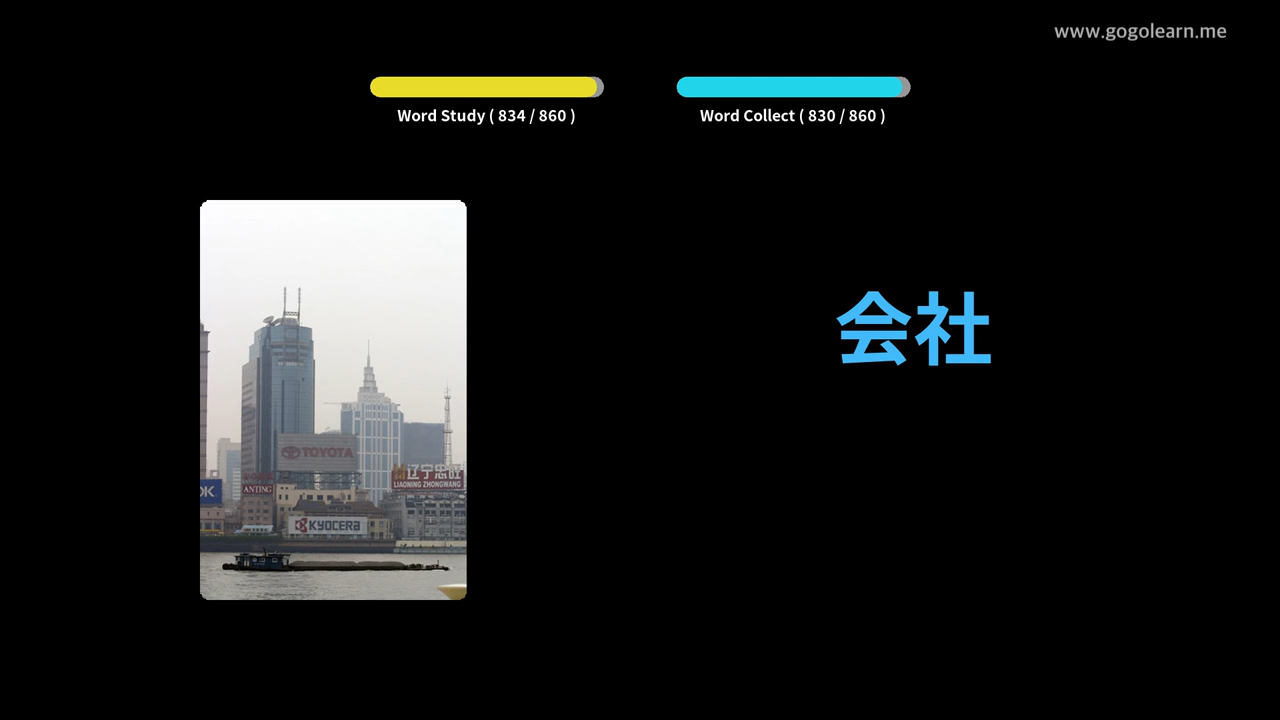 www.gogolearn.me
Word Study ( 834 / 860 )
Word Collect ( 830 / 860 )
会社
TOYOTA
辽宁忠旺
LIAONING ZHONGWANG
OK
ANTING
KYOCERA